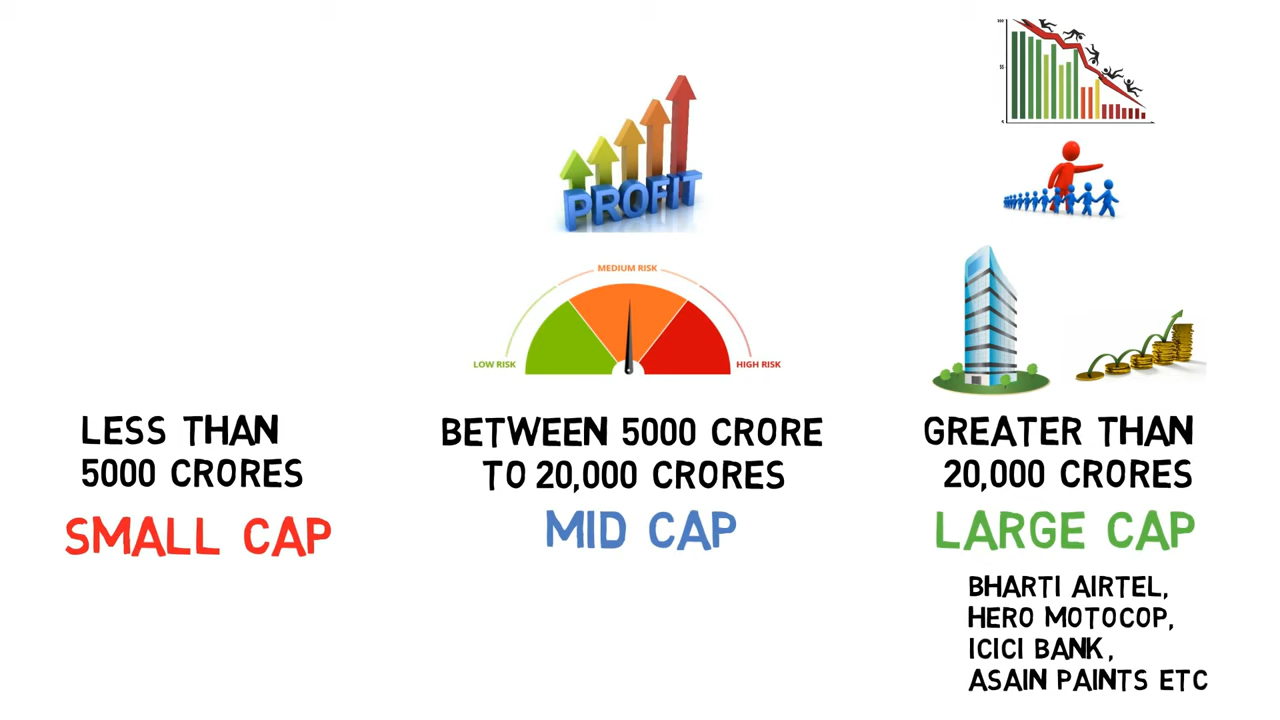 LESS THAN
5000 CRORES
SMALL CAP
PROFIT
MEDIUM RISK
LOW RISK
HIGH RISK
BETWEEN 5000 CRORE
TO 20,000 CRORES
MID CAP
100
55
GREATER THAN
20,000 CRORES
LARGE CAP
BHARTI AIRTEL,
HERO MOTOCOP,
ICICI BANK,
ASAIN PAINTS ETC